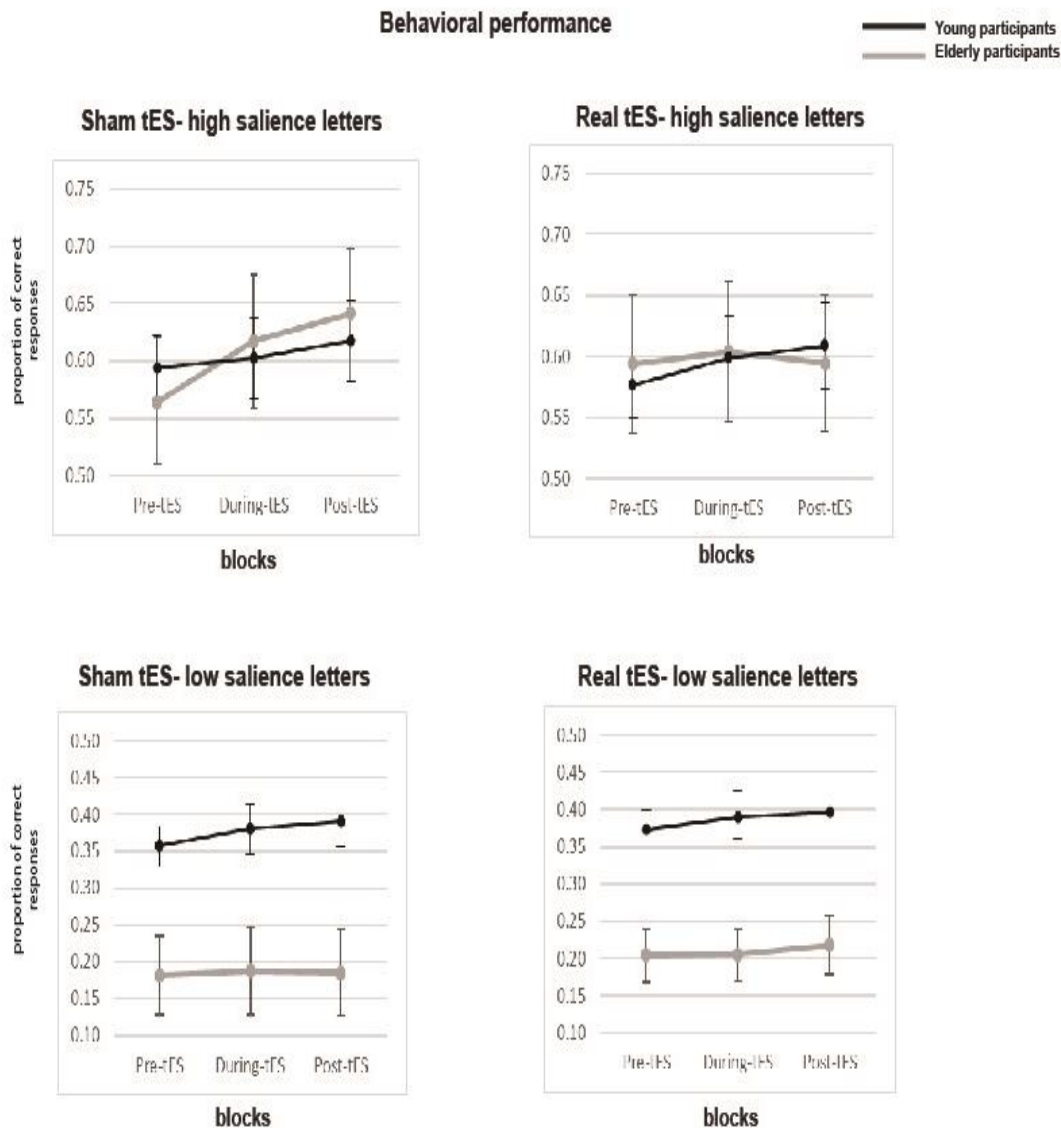 Behavioral performance
Young participants
Elderly participants
Sham tES- high salience letters
Real tES- high salience letters
proportion of correct
responses
0.75
0.70
0.65
0.60
0.55
0.50
Pre-tES During-tES Post-tES
blocks
0.75
0.70
0.65
0.60
0.55
0.50
Pre-tES During-tES Post-tES
blocks
Sham tES- low salience letters
Real tES- low salience letters
proportion of correct
responses
0.50
0.45
0.40
0.35
0.30
0.25
0.20
0.15
0.10
Pre-tES During-tES Post-tES
blocks
0.50
0.45
0.40
0.35
0.30
0.25
0.20
0.15
0.10
Pre-tES During-tES Post-tES
blocks